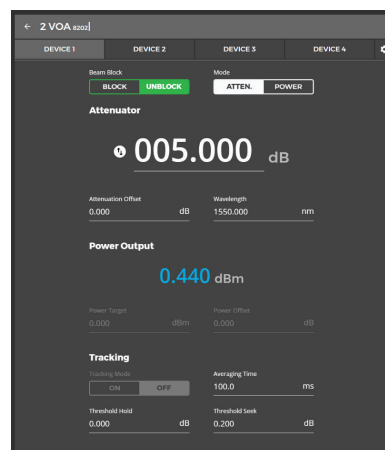 ← 2 VOA 8202
DEVICE 1 DEVICE 2 DEVICE 3 DEVICE 4
Beam Block Mode
BLOCK UNBLOCK ATTEN. POWER
Attenuator
005.000 dB
Attenuation Offset Wavelength
0.000 dB 1550.000 nm
Power Output
0.440 dBm
Power Target Power Offset
0.000 dBm 0.000 dB
Tracking
Tracking Mode Averaging Time
ON OFF 100.0 ms
Threshold Hold Threshold Seek
0.000 dB 0.200 dB